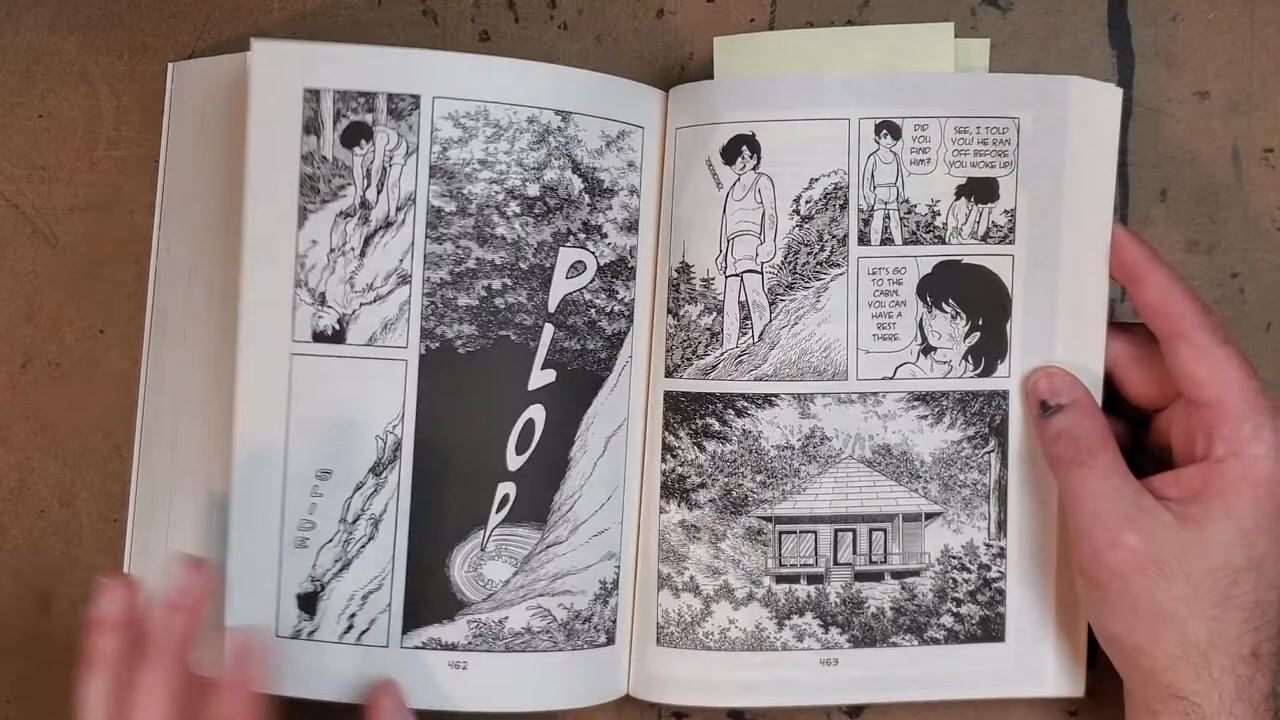 GLIDE
PLOP
462
DID
YOU
FIND
HIM?
SEE, I TOLD
YOU! HE RAN
OFF BEFORE
YOU WOKE UP!
LET'S GO
TO THE
CABIN.
YOU CAN
HAVE A
REST
THERE.
463